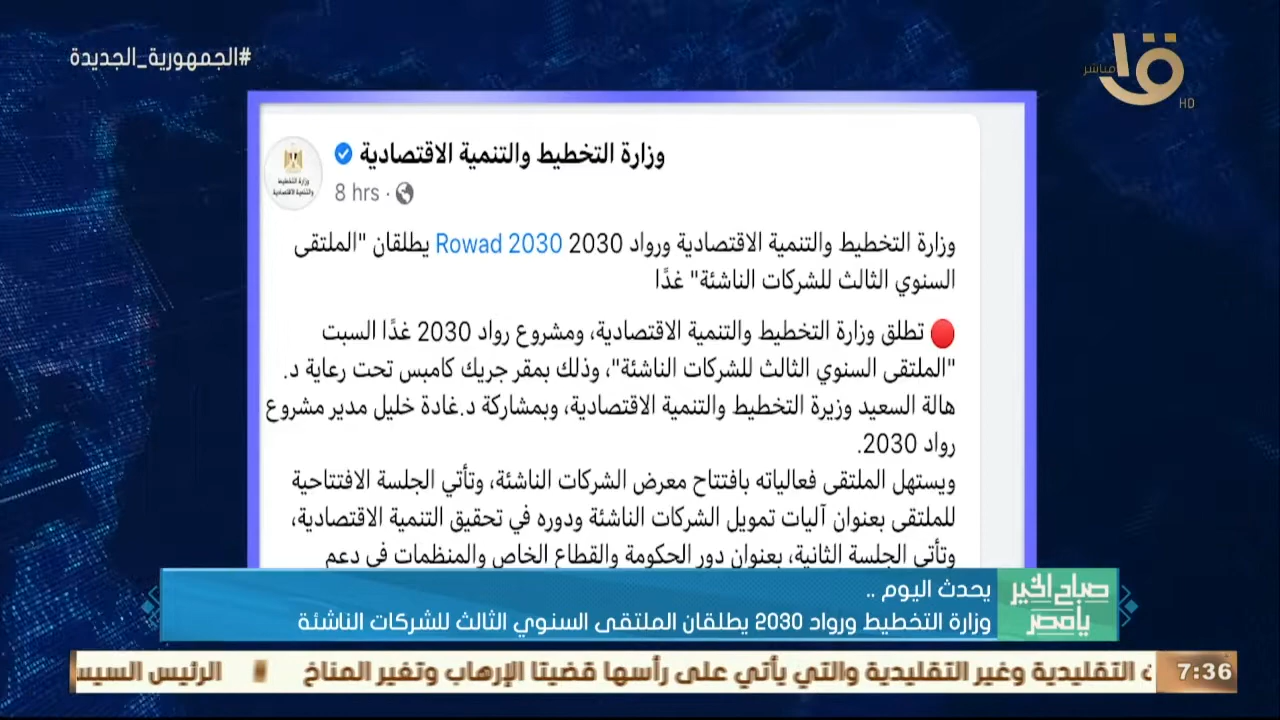 #الجمهورية_الجديدة
مباشر
HD
وزارة التخطيط والتنمية الاقتصادية
وزارة التخطيط
والتنمية الاقتصادية
8 hrs ·
وزارة التخطيط والتنمية الاقتصادية ورواد 2030 Rowad 2030 يطلقان "الملتقى
السنوي الثالث للشركات الناشئة" غدًا
تطلق وزارة التخطيط والتنمية الاقتصادية، ومشروع رواد 2030 غدًا السبت
"الملتقى السنوي الثالث للشركات الناشئة"، وذلك بمقر جريك كامبس تحت رعاية د.
هالة السعيد وزيرة التخطيط والتنمية الاقتصادية، وبمشاركة د.غادة خليل مدير مشروع
رواد 2030.
ويستهل الملتقى فعالياته بافتتاح معرض الشركات الناشئة، وتأتي الجلسة الافتتاحية
للملتقى بعنوان آليات تمويل الشركات الناشئة ودوره في تحقيق التنمية الاقتصادية،
وتأتي الجلسة الثانية، بعنوان دور الحكومة والقطاع الخاص والمنظمات في دعم
صباح الخير
يا مصر
يحدث اليوم ..
وزارة التخطيط ورواد 2030 يطلقان الملتقى السنوي الثالث للشركات الناشئة
التقليدية وغير التقليدية والتي يأتي على رأسها قضيتا الإرهاب وتغير المناخ
الرئيس
7:36